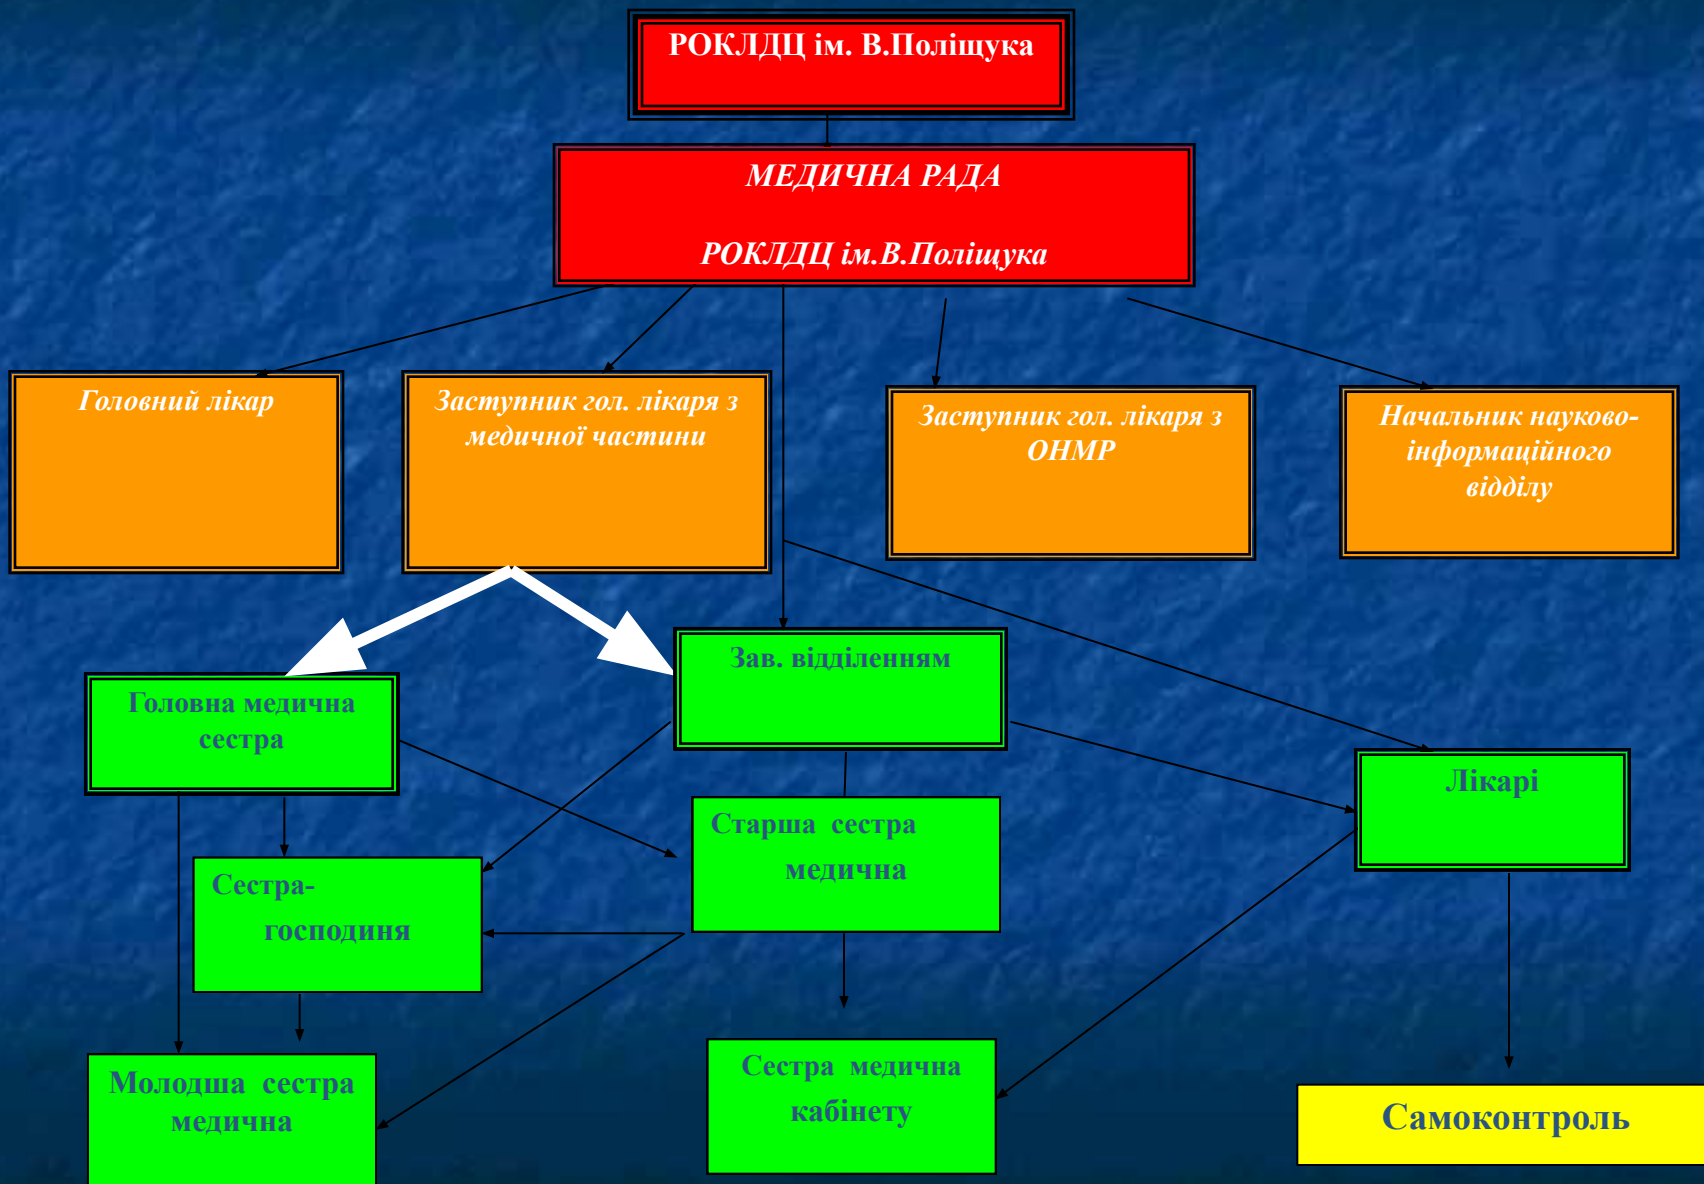 РОКЛДЦ ім. В.Поліщука
МЕДИЧНА РАДА
РОКЛДЦ ім.В.Поліщука
Головний лікар
Заступник гол. лікаря з
медичної частини
Заступник гол. лікаря з
ОНМР
Начальник науково-
інформаційного
відділу
Зав. відділенням
Головна медична
сестра
Лікарі
Старша сестра
медична
Сестра-
господиня
Сестра медична
кабінету
Молодша сестра
медична
Самоконтроль